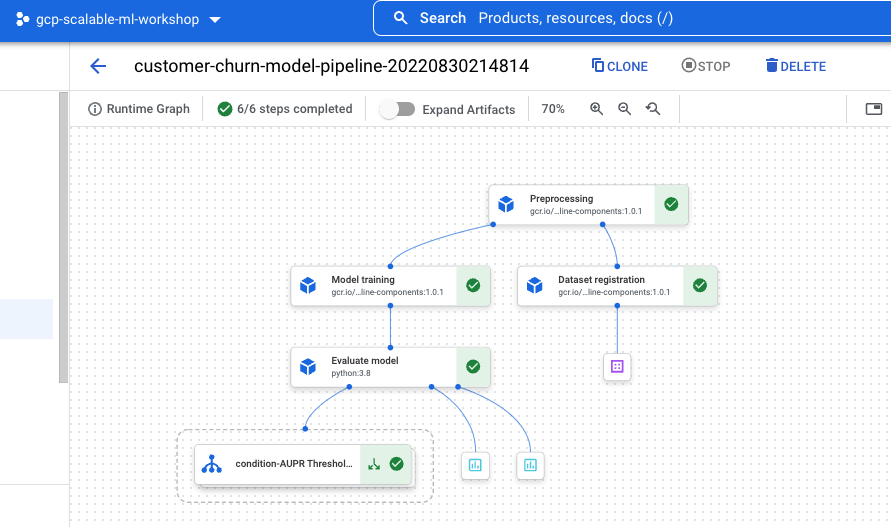 gcp-scalable-ml-workshop
Search Products, resources, docs (/)
customer-churn-model-pipeline-20220830214814
CLONE
STOP
DELETE
Runtime Graph
6/6 steps completed
Expand Artifacts
70%
Preprocessing
gcr.io/...line-components:1.0.1
Model training
gcr.io/...line-components:1.0.1
Dataset registration
gcr.io/...line-components:1.0.1
Evaluate model
python:3.8
condition-AUPR Threshol...